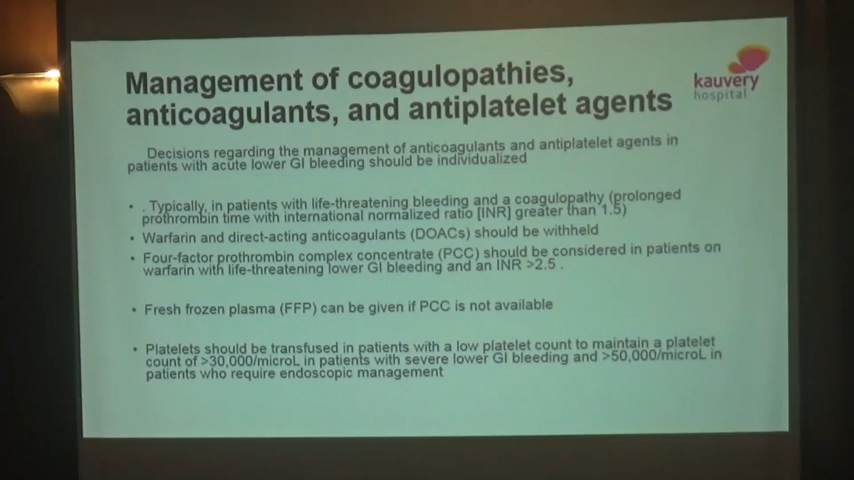 Management of coagulopathies,
anticoagulants, and antiplatelet agents
kauvery
hospital
Decisions regarding the management of anticoagulants and antiplatelet agents in
patients with acute lower GI bleeding should be individualized
• . Typically, in patients with life-threatening bleeding and a coagulopathy (prolonged
prothrombin time with international normalized ratio [INR] greater than 1.5)
• Warfarin and direct-acting anticoagulants (DOACs) should be withheld
• Four-factor prothrombin complex concentrate (PCC) should be considered in patients on
warfarin with life-threatening lower GI bleeding and an INR >2.5 .
• Fresh frozen plasma (FFP) can be given if PCC is not available
• Platelets should be transfused in patients with a low platelet count to maintain a platelet
count of >30,000/microL in patients with severe lower GI bleeding and >50,000/microL in
patients who require endoscopic management